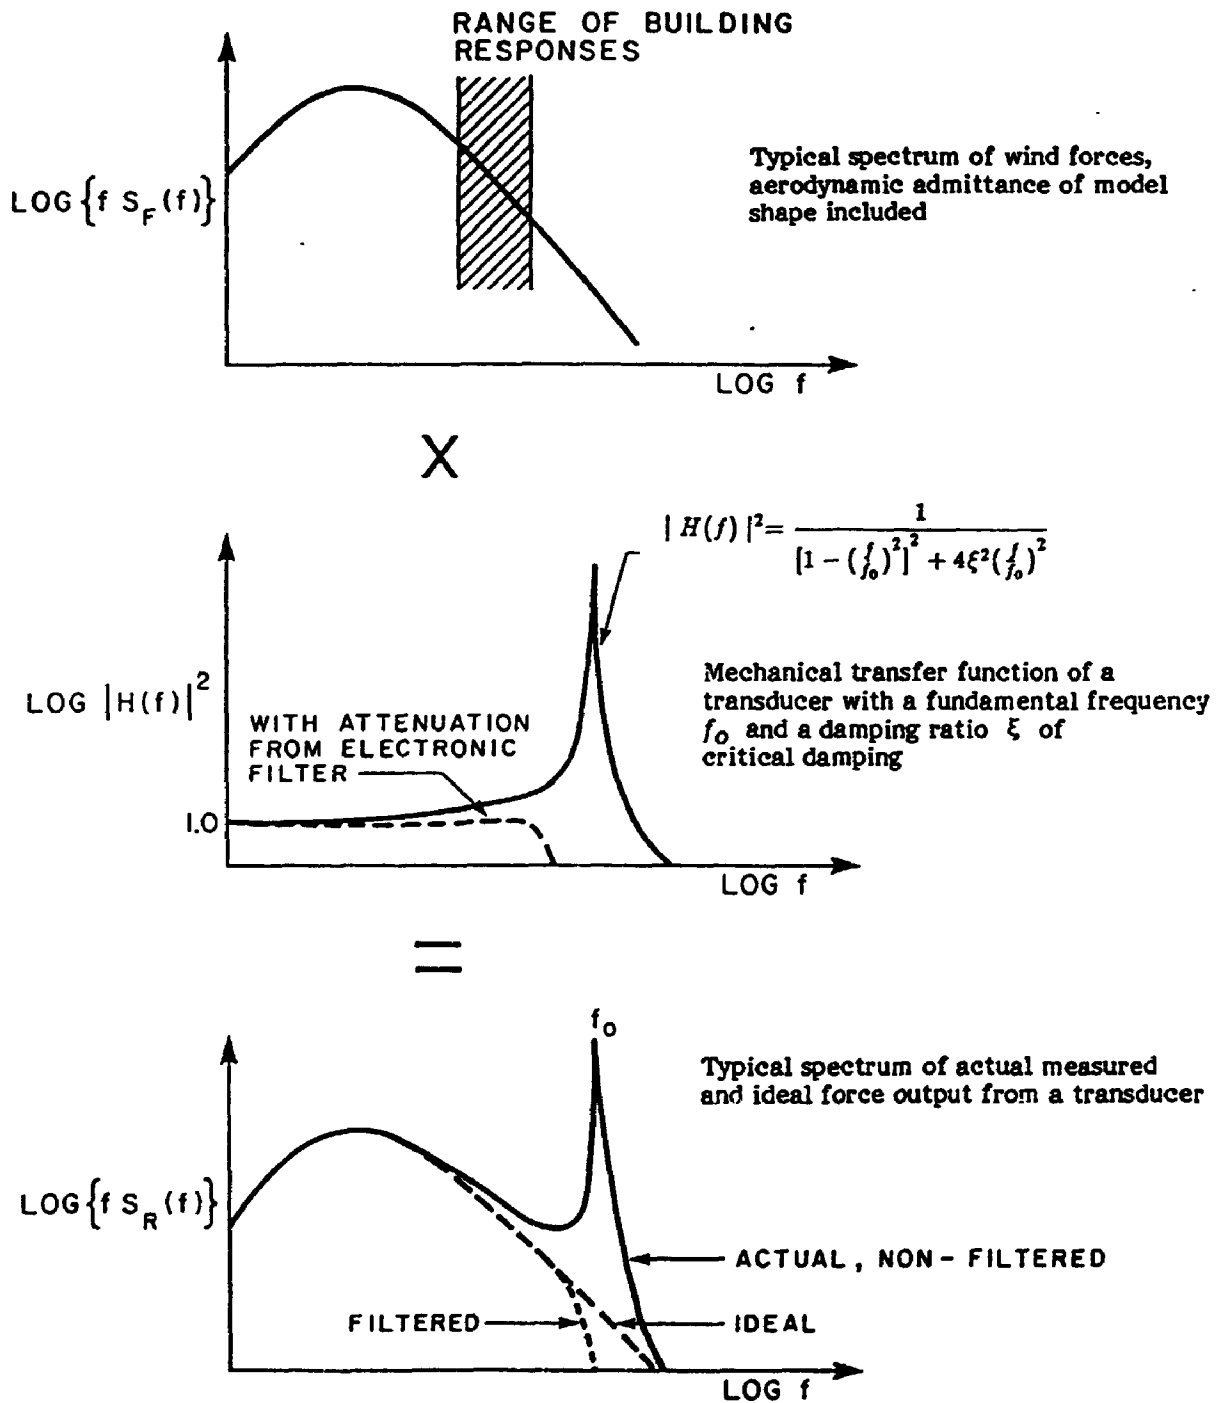 RANGE OF BUILDING
RESPONSES
LOG {f S_F(f)}
Typical spectrum of wind forces,
aerodynamic admittance of model
shape included
LOG f
X
|H(f)|² = 1 / ([1 - (f/f₀)²]² + 4ξ²(f/f₀)²)
LOG |H(f)|²
WITH ATTENUATION
FROM ELECTRONIC
FILTER
Mechanical transfer function of a
transducer with a fundamental frequency
f₀ and a damping ratio ξ of
critical damping
1.0
LOG f
=
f₀
Typical spectrum of actual measured
and ideal force output from a transducer
LOG {f S_R(f)}
ACTUAL, NON-FILTERED
FILTERED
IDEAL
LOG f